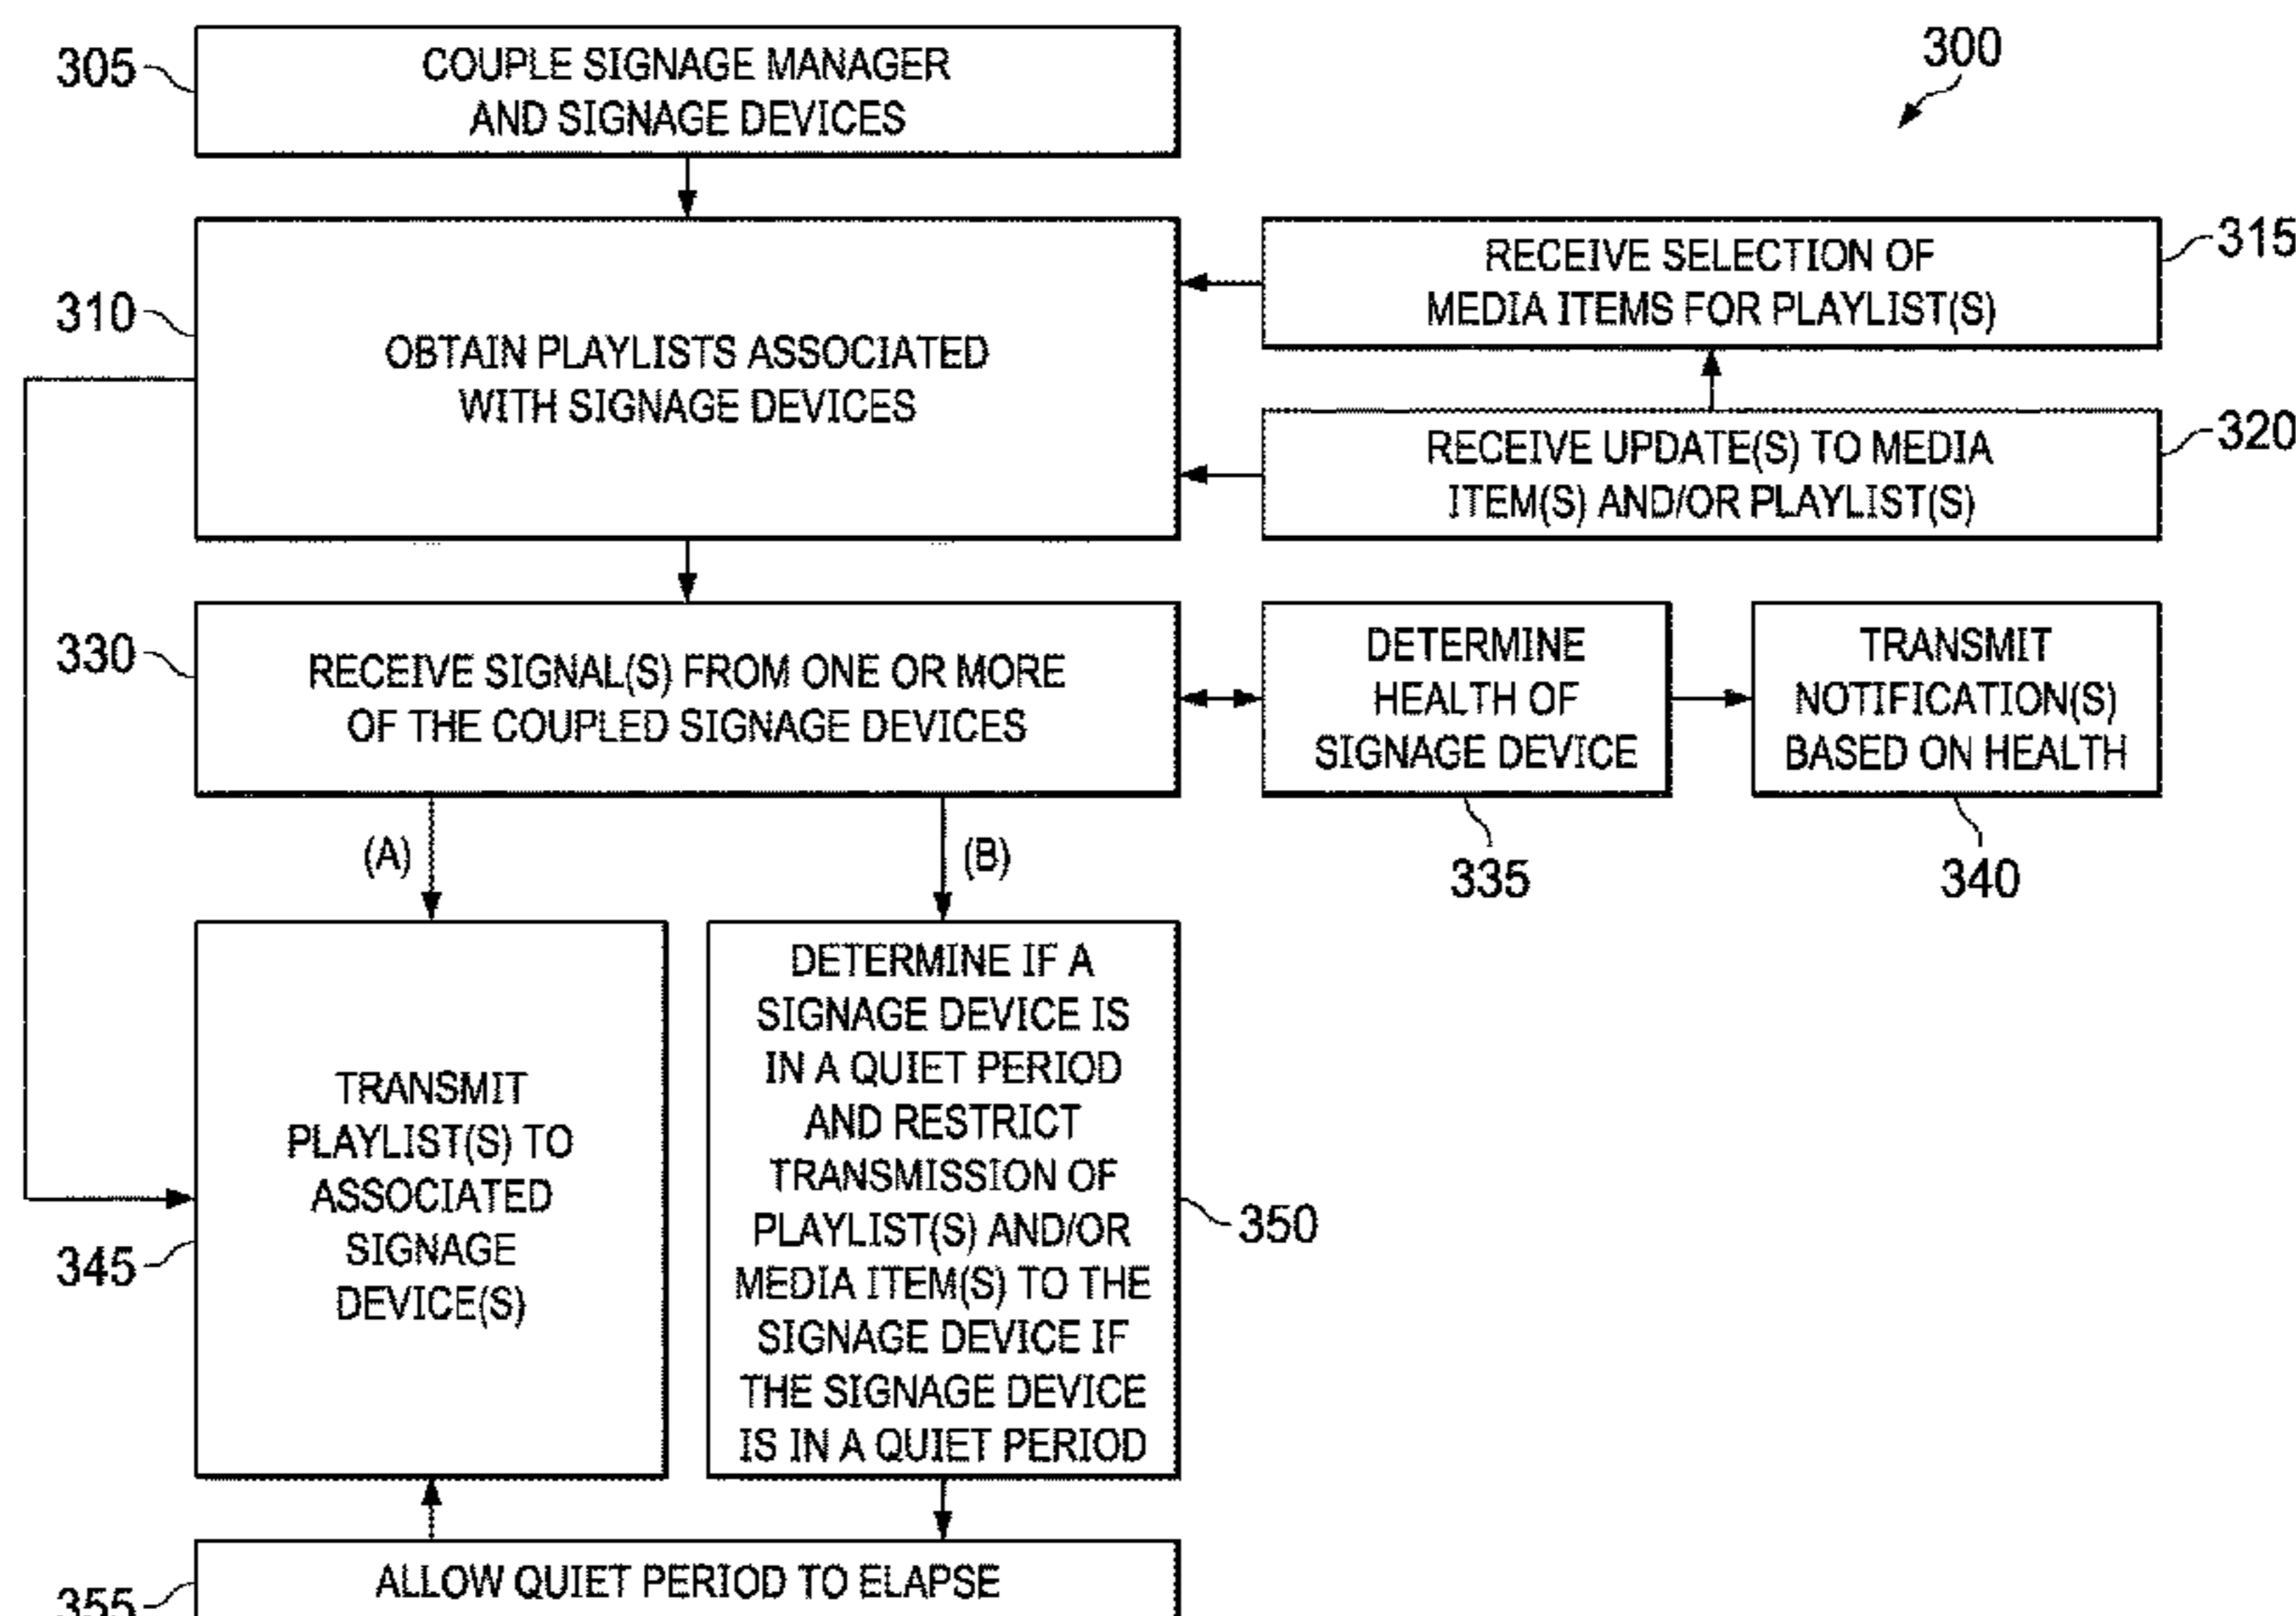 300
305
COUPLE SIGNAGE MANAGER
AND SIGNAGE DEVICES
310
OBTAIN PLAYLISTS ASSOCIATED
WITH SIGNAGE DEVICES
315
RECEIVE SELECTION OF
MEDIA ITEMS FOR PLAYLIST(S)
320
RECEIVE UPDATE(S) TO MEDIA
ITEM(S) AND/OR PLAYLIST(S)
330
RECEIVE SIGNAL(S) FROM ONE OR MORE
OF THE COUPLED SIGNAGE DEVICES
DETERMINE
HEALTH OF
SIGNAGE DEVICE
335
TRANSMIT
NOTIFICATION(S)
BASED ON HEALTH
340
(A)
(B)
345
TRANSMIT
PLAYLIST(S) TO
ASSOCIATED
SIGNAGE
DEVICE(S)
DETERMINE IF A
SIGNAGE DEVICE IS
IN A QUIET PERIOD
AND RESTRICT
TRANSMISSION OF
PLAYLIST(S) AND/OR
MEDIA ITEM(S) TO THE
SIGNAGE DEVICE IF
THE SIGNAGE DEVICE
IS IN A QUIET PERIOD
350
355
ALLOW QUIET PERIOD TO ELAPSE